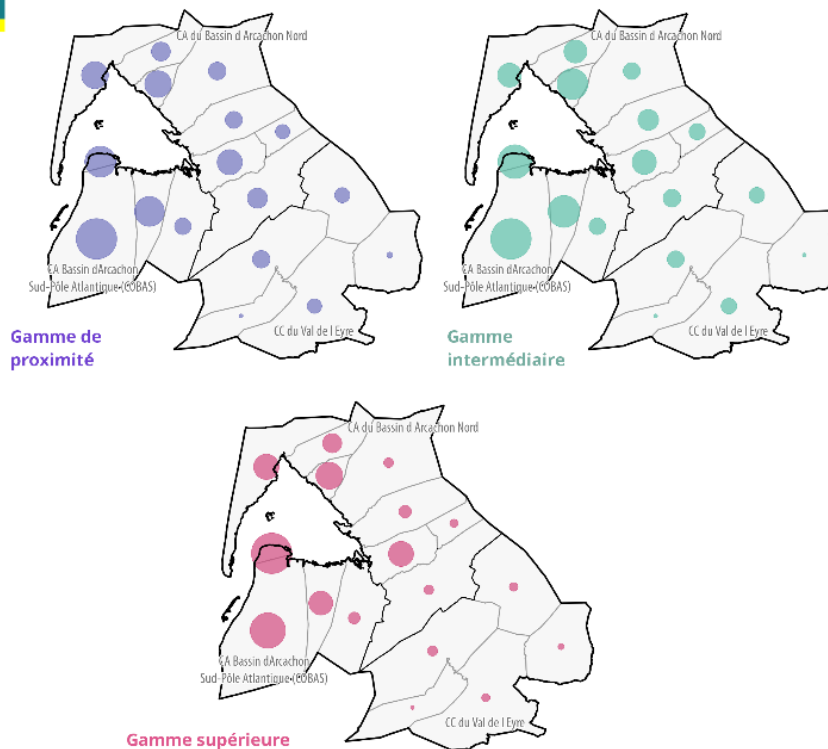 CA du Bassin d Arcachon Nord
CA Bassin dArcachon
Sud-Pôle Atlantique (COBAS)
CC du Val de l Eyre
Gamme de
proximité
CA du Bassin d Arcachon Nord
CA Bassin dArcachon
Sud-Pôle Atlantique (COBAS)
CC du Val de l Eyre
Gamme
intermédiaire
CA du Bassin d Arcachon Nord
CA Bassin dArcachon
Sud-Pôle Atlantique (COBAS)
CC du Val de l Eyre
Gamme supérieure